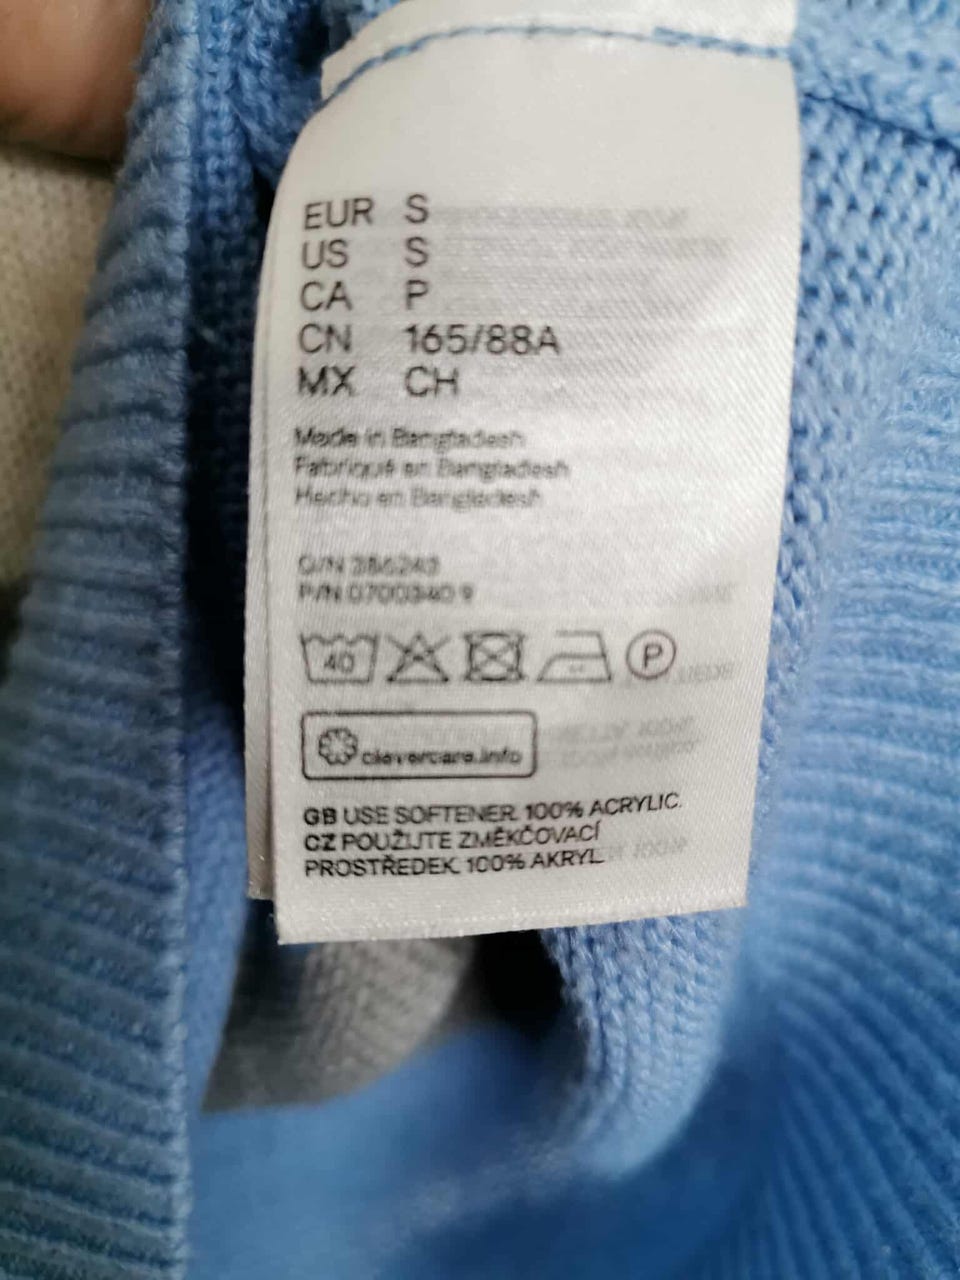 EUR S
US S
CA P
CN 165/88A
MX CH
Made in Bangladesh
Fabriqué en Bangladesh
Hecho en Bangladesh
O/N 386243
P/N 0700340 9
40
P
clevercare.info
GB USE SOFTENER. 100% ACRYLIC.
CZ POUŽIJTE ZMĚKČOVACÍ
PROSTŘEDEK. 100% AKRYL.